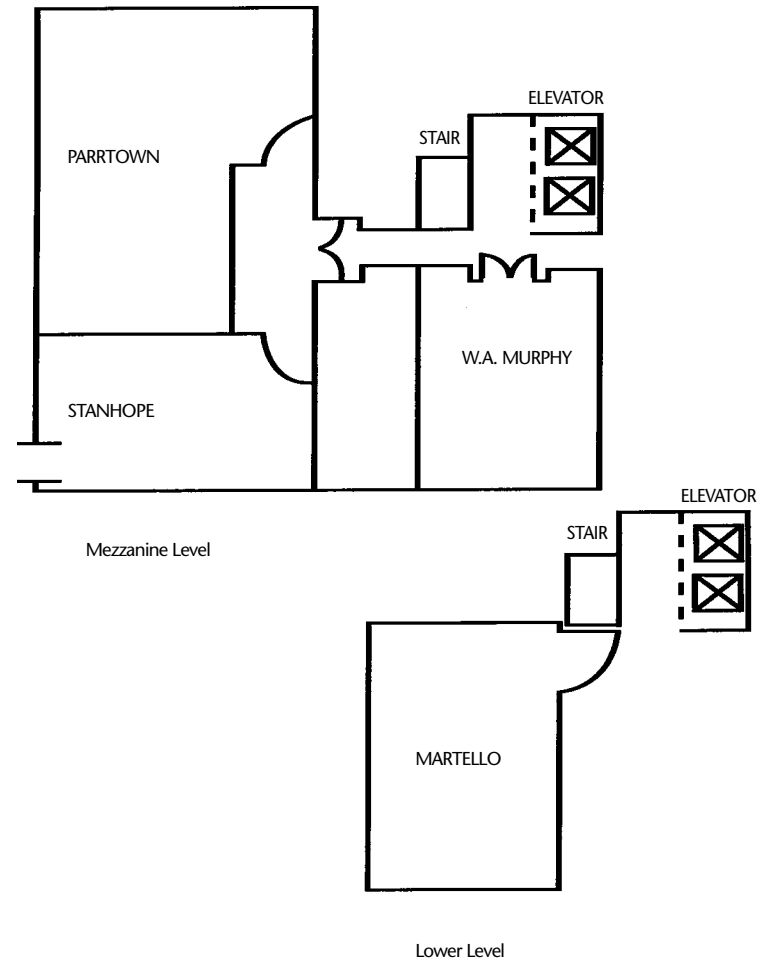 ELEVATOR
STAIR
PARRTOWN
W.A. MURPHY
STANHOPE
Mezzanine Level
ELEVATOR
STAIR
MARTELLO
Lower Level